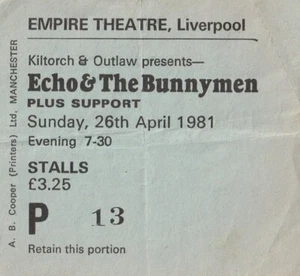 EMPIRE THEATRE, Liverpool
Kiltorch & Outlaw presents—
Echo & The Bunnymen
PLUS SUPPORT
Sunday, 26th April 1981
Evening 7-30
STALLS
£3.25
P 13
Retain this portion
A. B. Cooper (Printers) Ltd, MANCHESTER